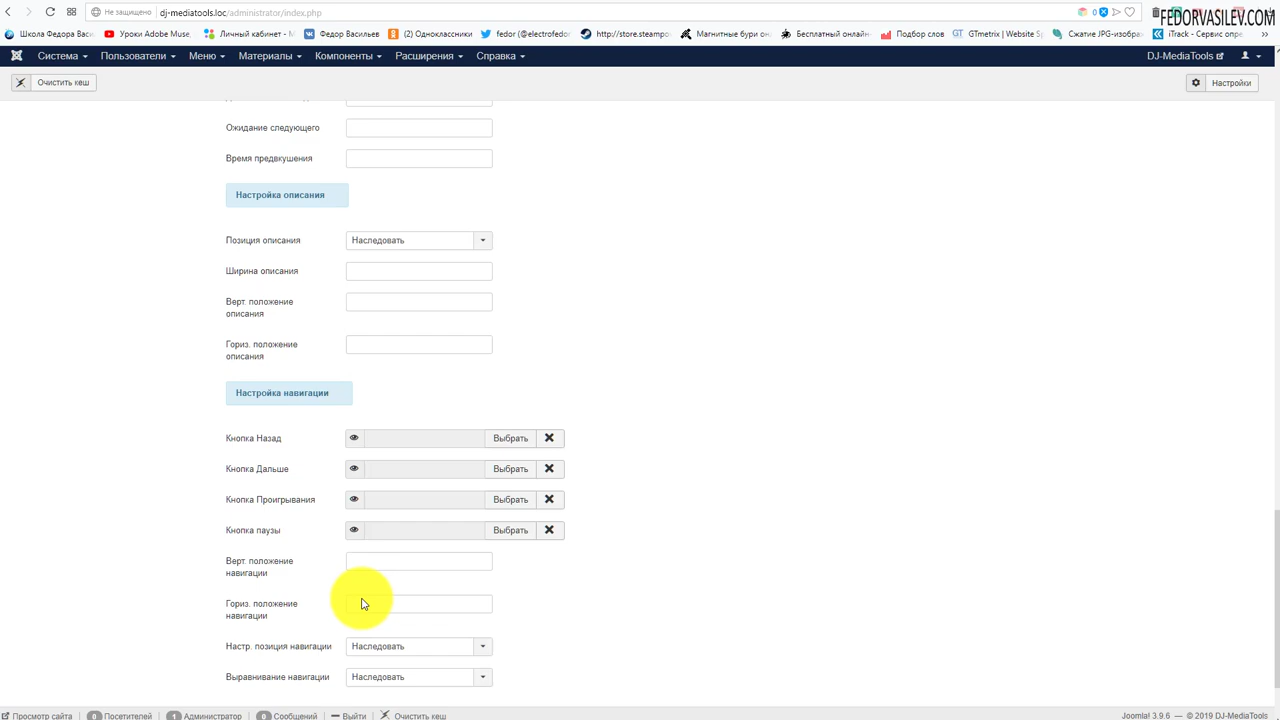 Не защищено dj-mediatools.loc/administrator/index.php 0
FEDORVASILEV.COM
Школа Федора Васи Уроки Adobe Muse, Личный кабинет - М Федор Васильев (2) Одноклассники fedor (@electrofedor http://store.steampo Магнитные бури он Бесплатный онлайн- Подбор слов GTmetrix | Website S Сжатие JPG-изобра iTrack - Сервис опре
Система Пользователи Меню Материалы Компоненты Расширения Справка DJ-MediaTools
Очистить кеш Настройки
Ожидание следующего
Время предвкушения
Настройка описания
Позиция описания Наследовать
Ширина описания
Верт. положение
описания
Гориз. положение
описания
Настройка навигации
Кнопка Назад Выбрать
Кнопка Дальше Выбрать
Кнопка Проигрывания Выбрать
Кнопка паузы Выбрать
Верт. положение
навигации
Гориз. положение
навигации
Настр. позиция навигации Наследовать
Выравнивание навигации Наследовать
Просмотр сайта 0 Посетителей 1 Администратор 0 Сообщений Выйти Очистить кеш Joomla! 3.9.6 — © 2019 DJ-MediaTools